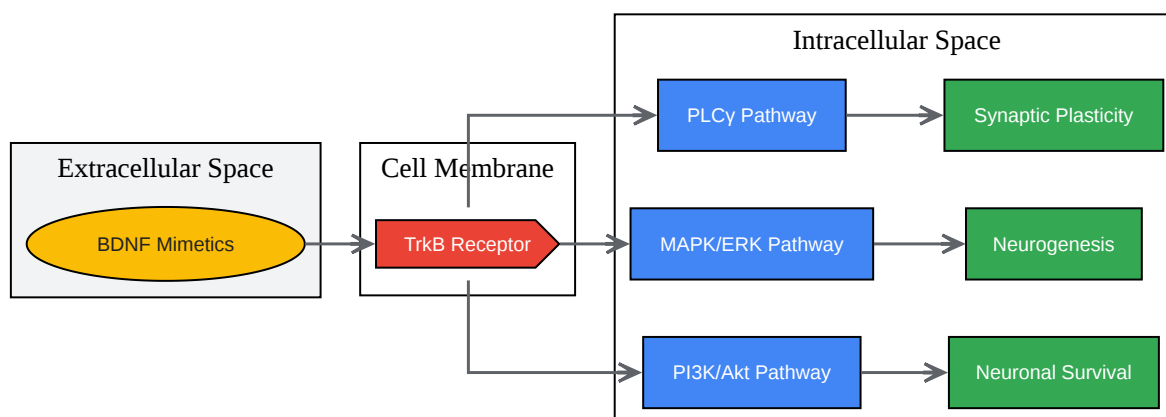 Intracellular Space
PLCγ Pathway
Synaptic Plasticity
Extracellular Space
Cell Membrane
BDNF Mimetics
TrkB Receptor
MAPK/ERK Pathway
Neurogenesis
PI3K/Akt Pathway
Neuronal Survival